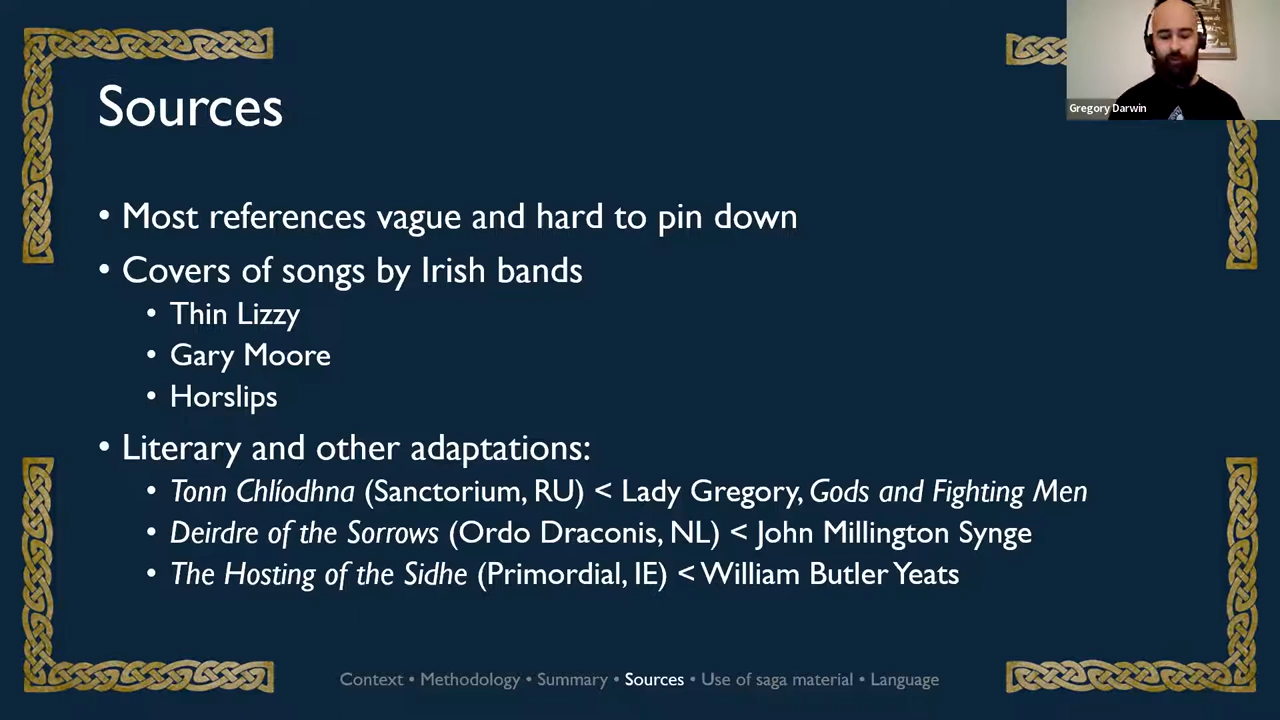 Gregory Darwin
Sources
• Most references vague and hard to pin down
• Covers of songs by Irish bands
• Thin Lizzy
• Gary Moore
• Horslips
• Literary and other adaptations:
• Tonn Chlíodhna (Sanctorium, RU) < Lady Gregory, Gods and Fighting Men
• Deirdre of the Sorrows (Ordo Draconis, NL) < John Millington Synge
• The Hosting of the Sidhe (Primordial, IE) < William Butler Yeats
Context • Methodology • Summary • Sources • Use of saga material • Language